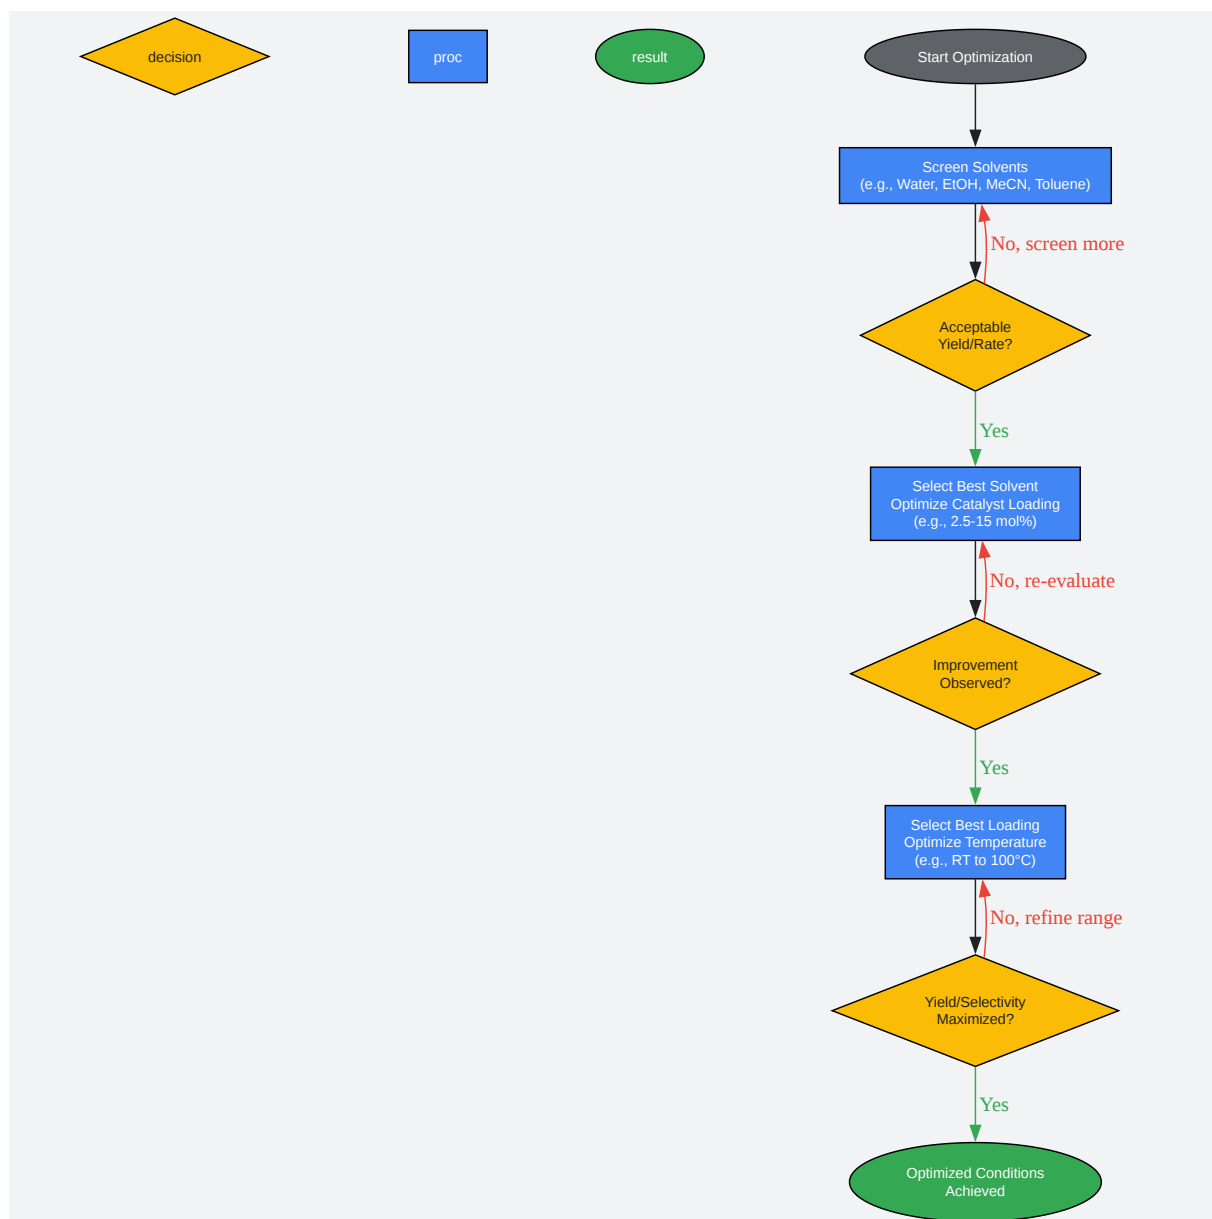 decision
proc
result
Start Optimization
Screen Solvents
(e.g., Water, EtOH, MeCN, Toluene)
No, screen more
Acceptable
Yield/Rate?
Yes
Select Best Solvent
Optimize Catalyst Loading
(e.g., 2.5-15 mol%)
No, re-evaluate
Improvement
Observed?
Yes
Select Best Loading
Optimize Temperature
(e.g., RT to 100°C)
No, refine range
Yield/Selectivity
Maximized?
Yes
Optimized Conditions
Achieved